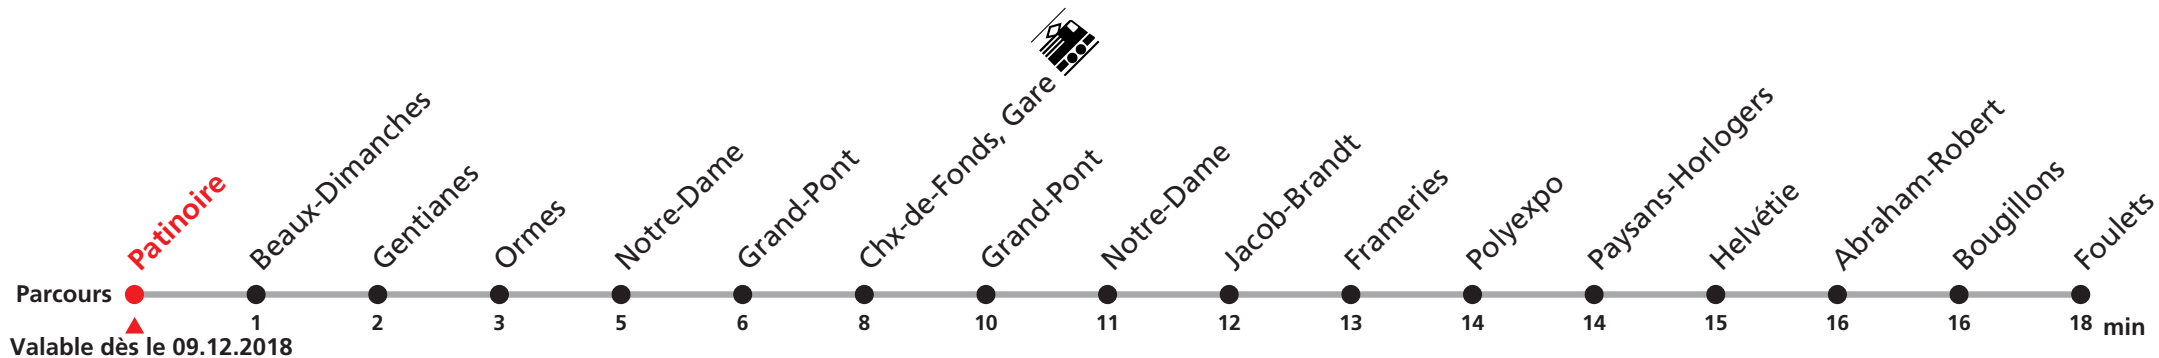 Patinoire
Beaux-Dimanches
Gentianes
Ormes
Notre-Dame
Grand-Pont
Chx-de-Fonds, Gare
Grand-Pont
Notre-Dame
Jacob-Brandt
Frameries
Polyexpo
Paysans-Horlogers
Helvétie
Abraham-Robert
Bougillons
Foulets
Parcours
1 2 3 5 6 8 10 11 12 13 14 14 15 16 16 18 min
Valable dès le 09.12.2018